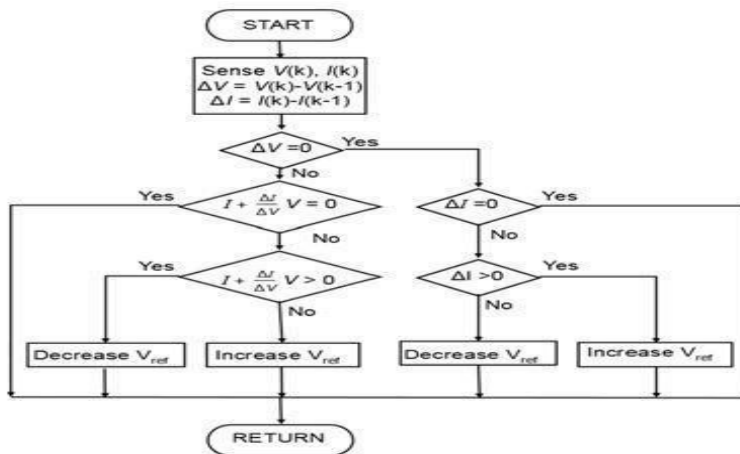 START
Sense V(k), I(k)
ΔV = V(k)-V(k-1)
ΔI = I(k)-I(k-1)
ΔV =0
Yes
No
Yes
I + ΔI/ΔV V = 0
ΔI =0
Yes
No
No
Yes
I + ΔI/ΔV V > 0
ΔI >0
Yes
No
No
Decrease Vref
Increase Vref
Decrease Vref
Increase Vref
RETURN